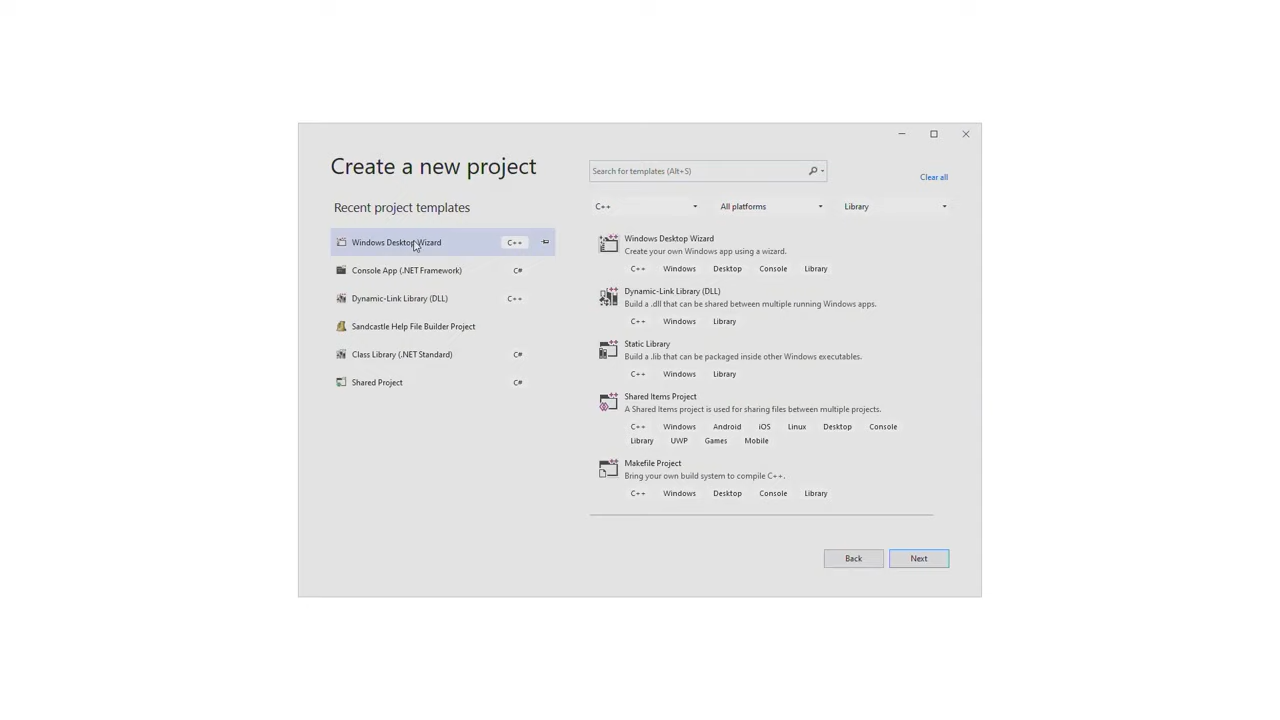 Create a new project
Recent project templates
Windows Desktop Wizard C++
Console App (.NET Framework) C#
Dynamic-Link Library (DLL) C++
Sandcastle Help File Builder Project
Class Library (.NET Standard) C#
Shared Project C#
Search for templates (Alt+S)
Clear all
C++ All platforms Library
Windows Desktop Wizard
Create your own Windows app using a wizard.
C++ Windows Desktop Console Library
Dynamic-Link Library (DLL)
Build a .dll that can be shared between multiple running Windows apps.
C++ Windows Library
Static Library
Build a .lib that can be packaged inside other Windows executables.
C++ Windows Library
Shared Items Project
A Shared Items project is used for sharing files between multiple projects.
C++ Windows Android iOS Linux Desktop Console
Library UWP Games Mobile
Makefile Project
Bring your own build system to compile C++.
C++ Windows Desktop Console Library
Back Next